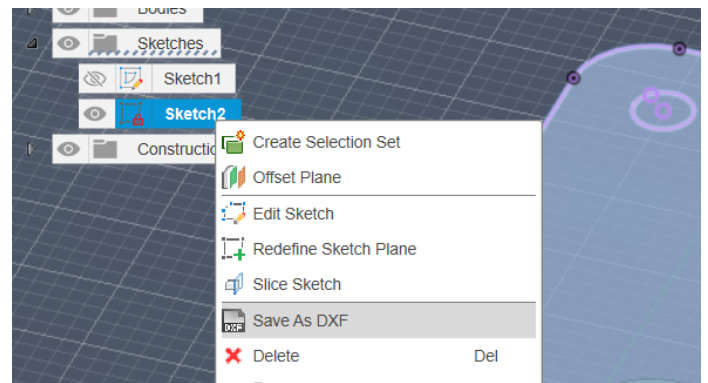 Bodies
Sketches
Sketch1
Sketch2
Constructio
Create Selection Set
Offset Plane
Edit Sketch
Redefine Sketch Plane
Slice Sketch
DXF Save As DXF
Delete Del